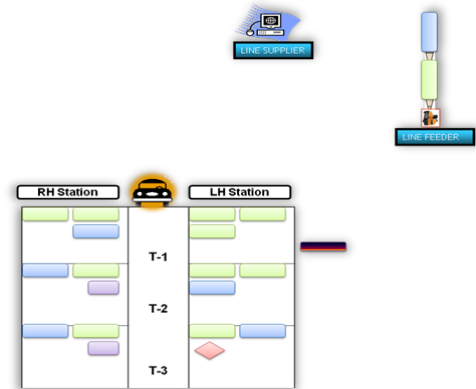 LINE SUPPLIER
LINE FEEDER
RH Station
LH Station
T-1
T-2
T-3